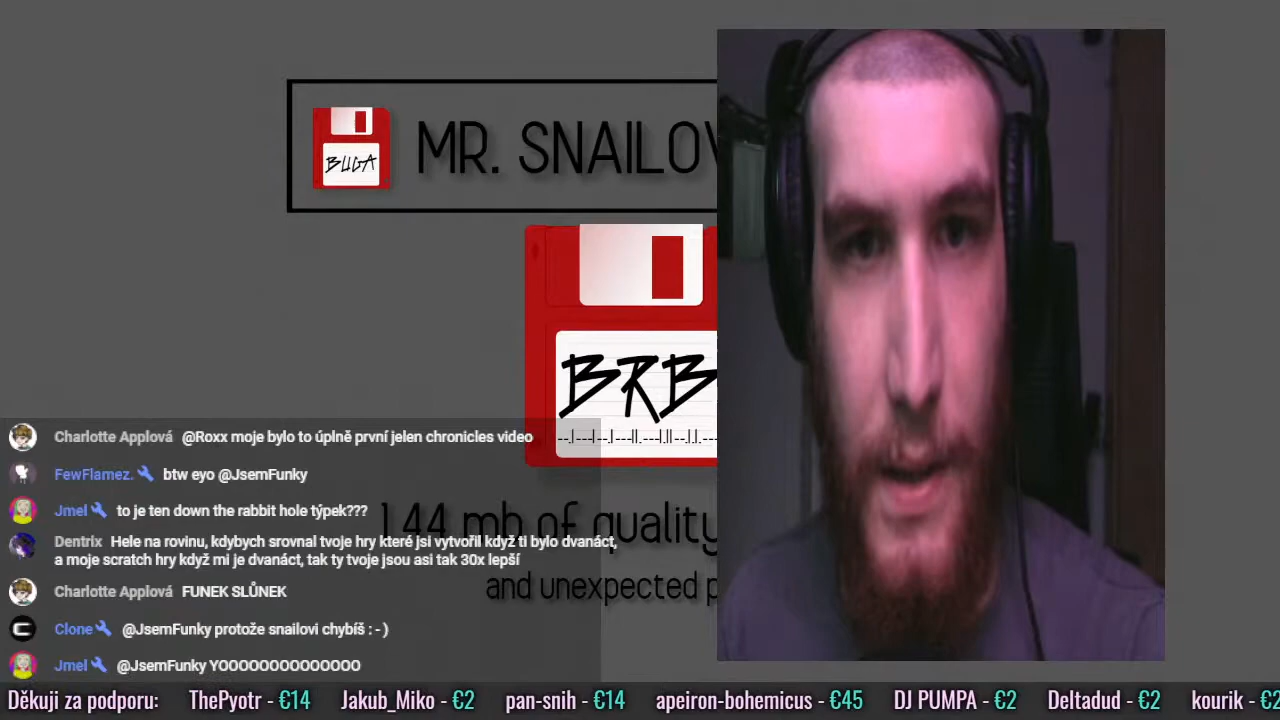 BUGA
MR. SNAILOV
BRB
Charlotte Applová @Roxx moje bylo to úplně první jelen chronicles video
FewFlamez. btw eyo @JsemFunky
Jmel to je ten down the rabbit hole týpek???
1.44 mb of quality
Dentrix Hele na rovinu, kdybych srovnal tvoje hry které jsi vytvořil když ti bylo dvanáct,
a moje scratch hry když mi je dvanáct, tak ty tvoje jsou asi tak 30x lepší
and unexpected p
Charlotte Applová FUNEK SLŮNEK
Clone @JsemFunky protože snailovi chybíš : - )
Jmel @JsemFunky YOOOOOOOOOOOOOO
Děkuji za podporu: ThePyotr - €14 Jakub_Miko - €2 pan-snih - €14 apeiron-bohemicus - €45 DJ PUMPA - €2 Deltadud - €2 kourik - €2